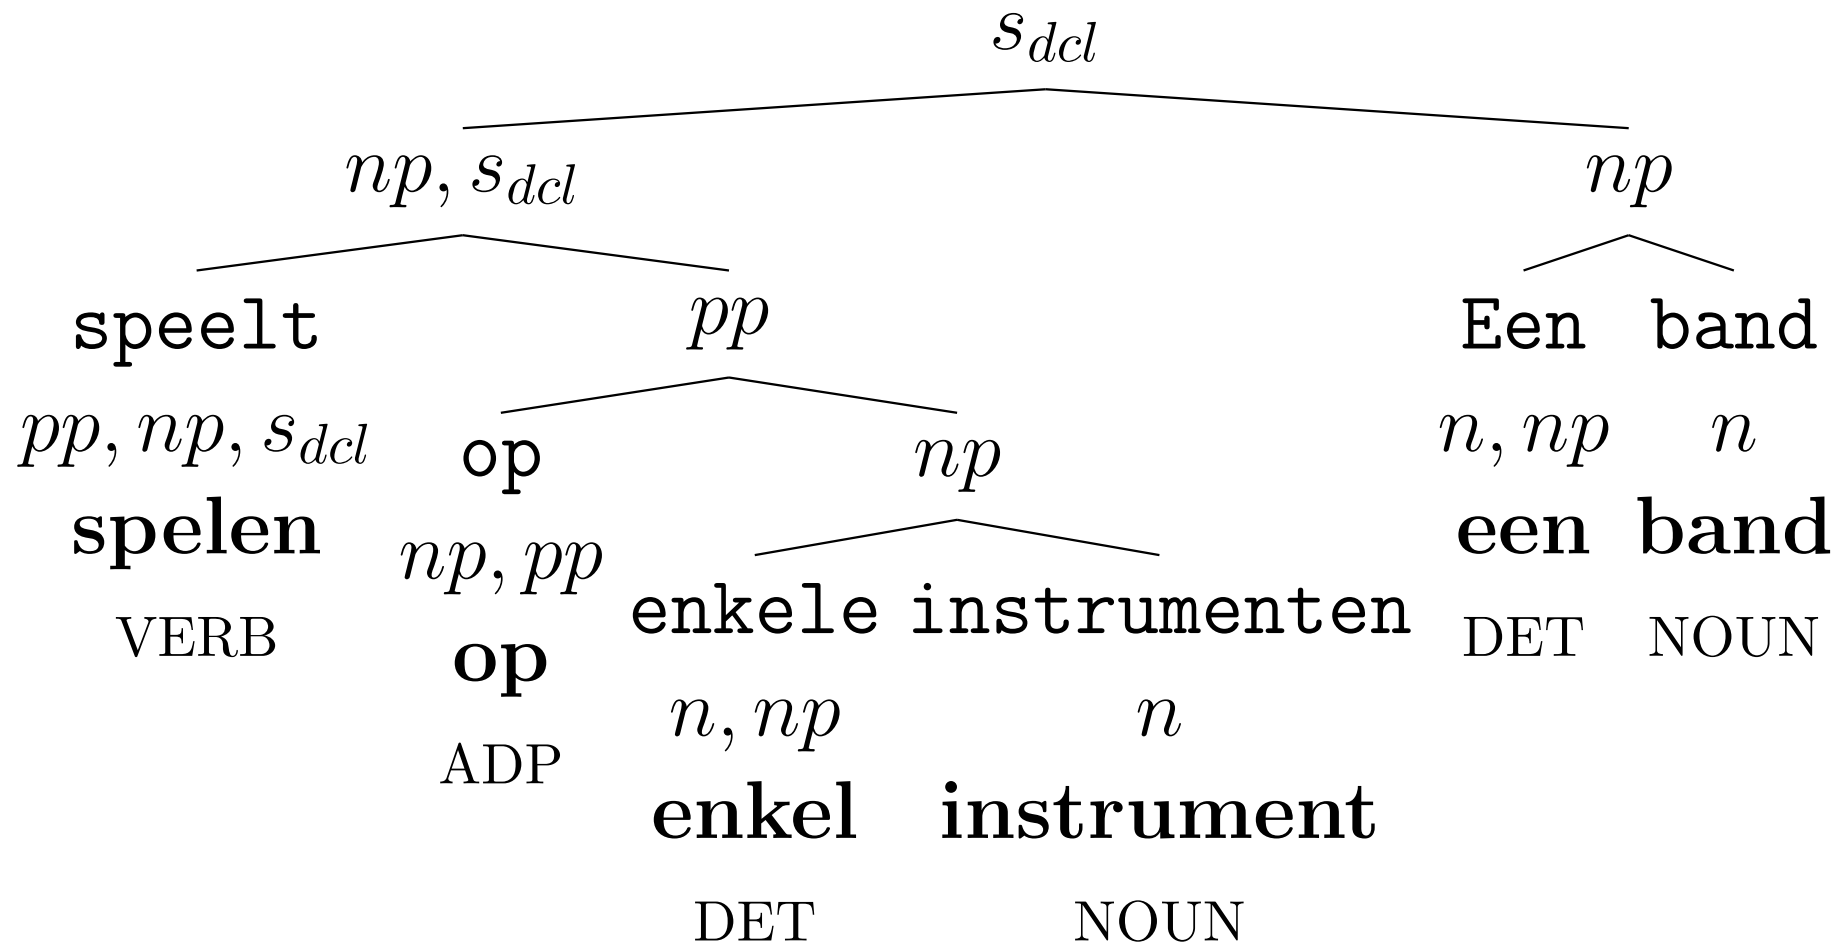 s_dcl
np, s_dcl np
speelt pp Een band
pp, np, s_dcl op np n, np n
spelen np, pp een band
VERB op enkele instrumenten DET NOUN
ADP n, np n
enkel instrument
DET NOUN